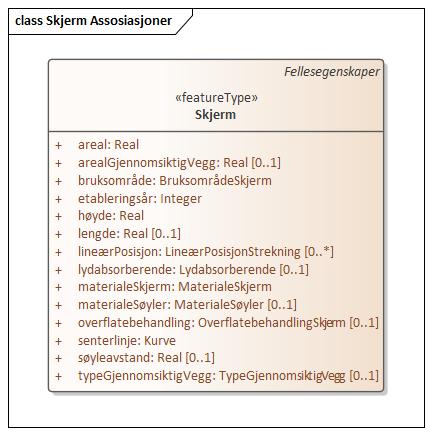 class Skjerm Assosiasjoner
Fellesegenskaper
«featureType»
Skjerm
+ areal: Real
+ arealGjennomsiktigVegg: Real [0..1]
+ bruksområde: BruksområdeSkjerm
+ etableringsår: Integer
+ høyde: Real
+ lengde: Real [0..1]
+ lineærPosisjon: LineærPosisjonStrekning [0..*]
+ lydabsorberende: Lydabsorberende [0..1]
+ materialeSkjerm: MaterialeSkjerm
+ materialeSøyler: MaterialeSøyler [0..1]
+ overflatebehandling: OverflatebehandlingSkjerm [0..1]
+ senterlinje: Kurve
+ søyleavstand: Real [0..1]
+ typeGjennomsiktigVegg: TypeGjennomsiktigVegg [0..1]